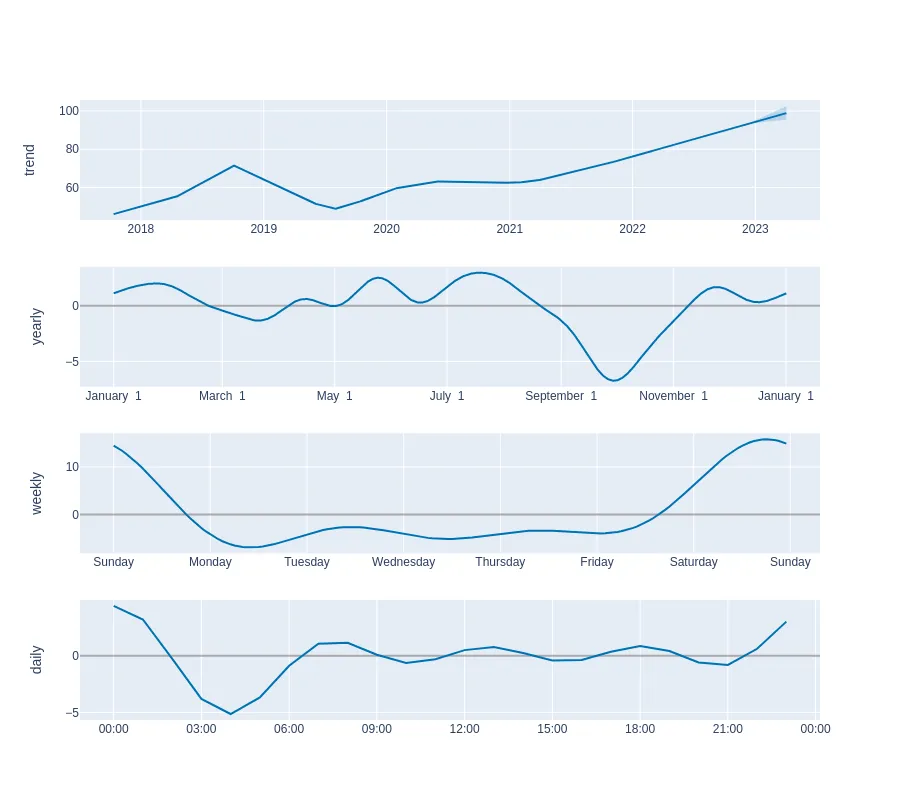 trend
100
80
60
2018 2019 2020 2021 2022 2023
yearly
0
−5
January 1 March 1 May 1 July 1 September 1 November 1 January 1
weekly
10
0
Sunday Monday Tuesday Wednesday Thursday Friday Saturday Sunday
daily
0
−5
00:00 03:00 06:00 09:00 12:00 15:00 18:00 21:00 00:00